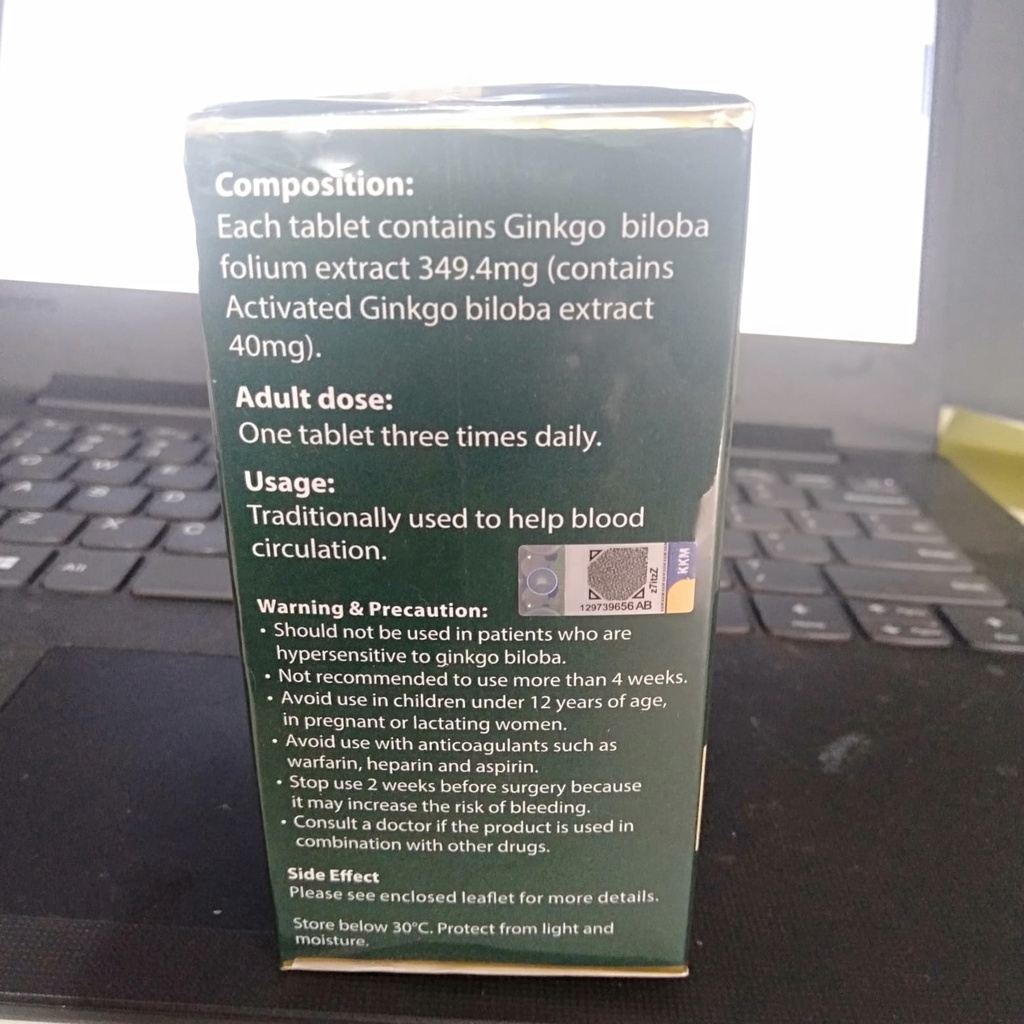 Composition:
Each tablet contains Ginkgo biloba
folium extract 349.4mg (contains
Activated Ginkgo biloba extract
40mg).
Adult dose:
One tablet three times daily.
Usage:
Traditionally used to help blood
circulation.
KKM
z7itzZ
129739656 AB
Warning & Precaution:
• Should not be used in patients who are
hypersensitive to ginkgo biloba.
• Not recommended to use more than 4 weeks.
• Avoid use in children under 12 years of age,
in pregnant or lactating women.
• Avoid use with anticoagulants such as
warfarin, heparin and aspirin.
• Stop use 2 weeks before surgery because
it may increase the risk of bleeding.
• Consult a doctor if the product is used in
combination with other drugs.
Side Effect
Please see enclosed leaflet for more details.
Store below 30°C. Protect from light and
moisture.